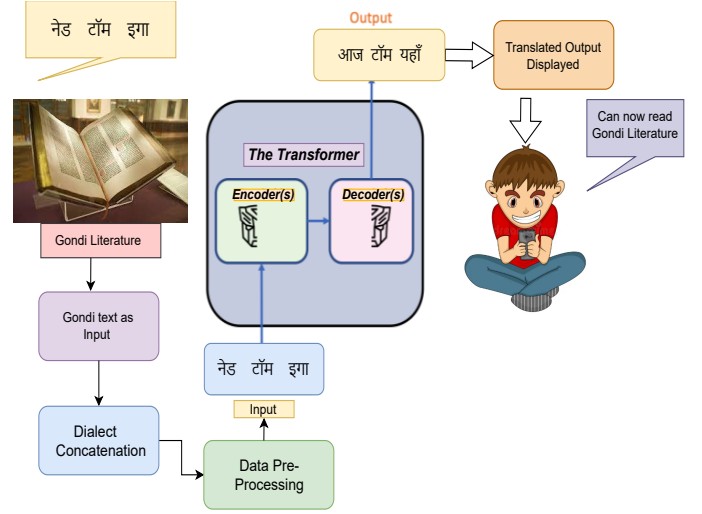 नेड टॉम इगा
Gondi Literature
Gondi text as
Input
Dialect
Concatenation
Data Pre-
Processing
Input
नेड टॉम इगा
The Transformer
Encoder(s)
Decoder(s)
Output
आज टॉम यहाँ
Translated Output
Displayed
Can now read
Gondi Literature